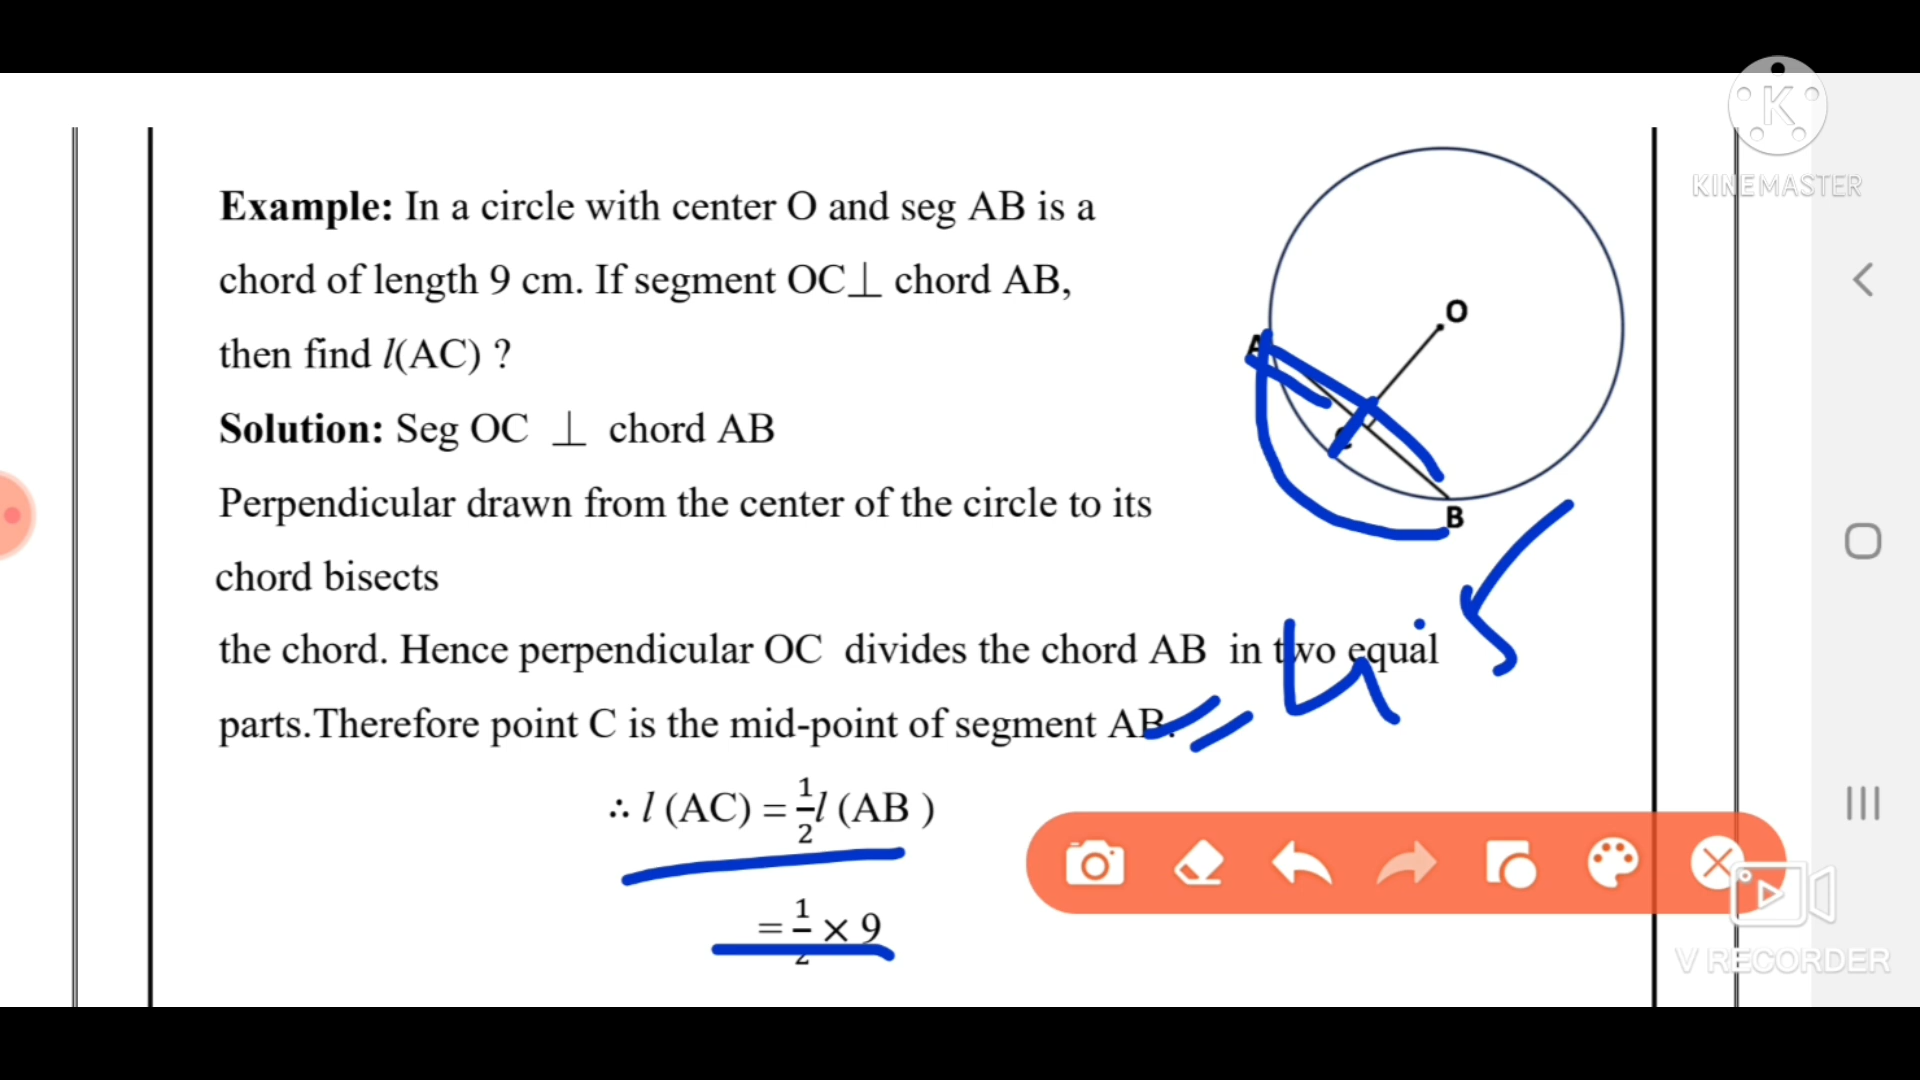 Example: In a circle with center O and seg AB is a
chord of length 9 cm. If segment OC⊥ chord AB,
then find l(AC) ?
Solution: Seg OC ⊥ chord AB
Perpendicular drawn from the center of the circle to its
chord bisects
the chord. Hence perpendicular OC divides the chord AB in two equal
parts.Therefore point C is the mid-point of segment AB.
∴ l (AC) = 1/2 l (AB )
= 1/2 × 9
= 4.5
O
A
C
B
K
KINEMASTER
V RECORDER